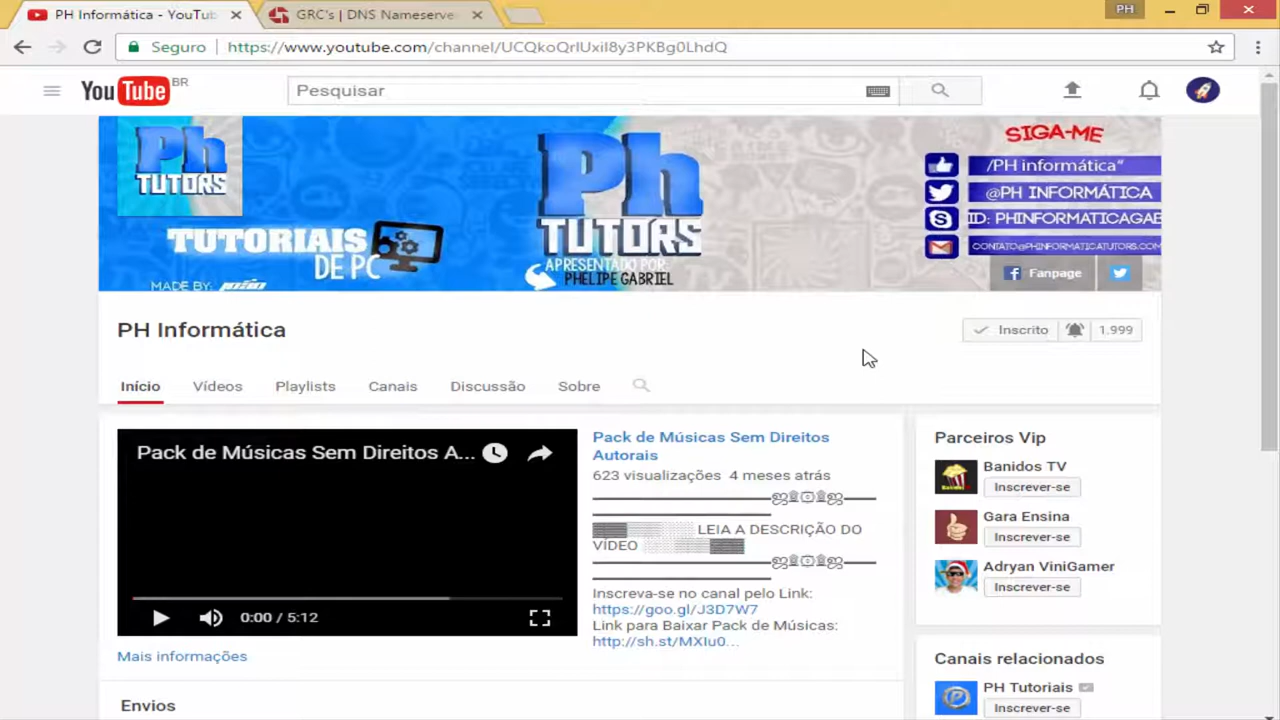 PH Informática - YouTub
GRC's | DNS Nameserve
PH
Seguro
https://www.youtube.com/channel/UCQkoQrIUxiI8y3PKBg0LhdQ
YouTube BR
Pesquisar
Ph
TUTORS
TUTORIAIS
DE PC
MADE BY: João
Ph
TUTORS
APRESENTADO POR:
PHELIPE GABRIEL
SIGA-ME
/PH informática"
@PH INFORMÁTICA
ID: PHINFORMATICAGAB
CONTATO@PHINFORMATICATUTORS.COM
Fanpage
PH Informática
Inscrito
1.999
Início
Vídeos
Playlists
Canais
Discussão
Sobre
Pack de Músicas Sem Direitos A...
0:00 / 5:12
Mais informações
Pack de Músicas Sem Direitos
Autorais
623 visualizações 4 meses atrás
LEIA A DESCRIÇÃO DO
VÍDEO
Inscreva-se no canal pelo Link:
https://goo.gl/J3D7W7
Link para Baixar Pack de Músicas:
http://sh.st/MXIu0...
Parceiros Vip
Banidos TV
Inscrever-se
Gara Ensina
Inscrever-se
Adryan ViniGamer
Inscrever-se
Canais relacionados
PH Tutoriais
Inscrever-se
Envios